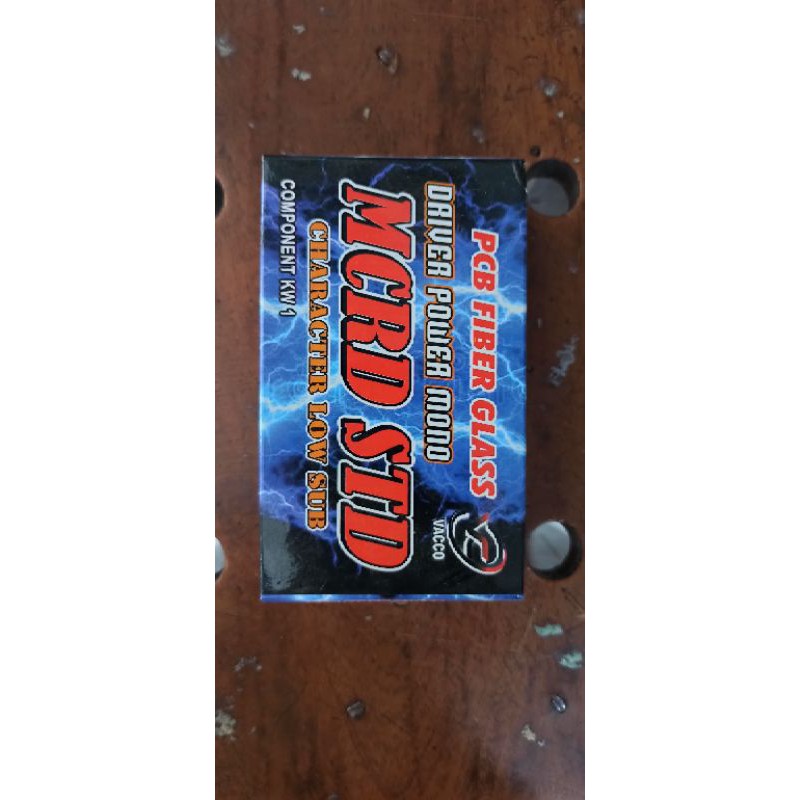 PCB FIBER GLASS
VACCO
DRIVER POWER MONO
MCRD STD
CHARACTER LOW SUB
COMPONENT KW 1